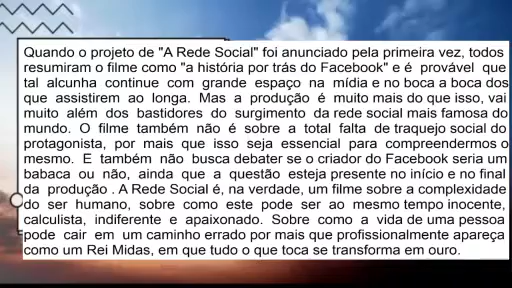 Quando o projeto de "A Rede Social" foi anunciado pela primeira vez, todos
resumiram o filme como "a história por trás do Facebook" e é provável que
tal alcunha continue com grande espaço na mídia e no boca a boca dos
que assistirem ao longa. Mas a produção é muito mais do que isso, vai
muito além dos bastidores do surgimento da rede social mais famosa do
mundo. O filme também não é sobre a total falta de traquejo social do
protagonista, por mais que isso seja essencial para compreendermos o
mesmo. E também não busca debater se o criador do Facebook seria um
babaca ou não, ainda que a questão esteja presente no início e no final
da produção . A Rede Social é, na verdade, um filme sobre a complexidade
do ser humano, sobre como este pode ser ao mesmo tempo inocente,
calculista, indiferente e apaixonado. Sobre como a vida de uma pessoa
pode cair em um caminho errado por mais que profissionalmente apareça
como um Rei Midas, em que tudo o que toca se transforma em ouro.